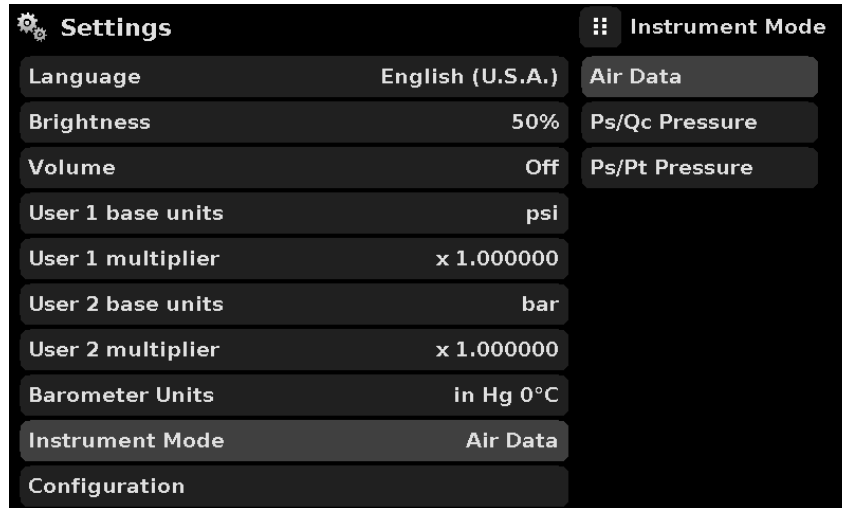 Settings
Language English (U.S.A.)
Brightness 50%
Volume Off
User 1 base units psi
User 1 multiplier x 1.000000
User 2 base units bar
User 2 multiplier x 1.000000
Barometer Units in Hg 0°C
Instrument Mode Air Data
Configuration
Instrument Mode
Air Data
Ps/Qc Pressure
Ps/Pt Pressure